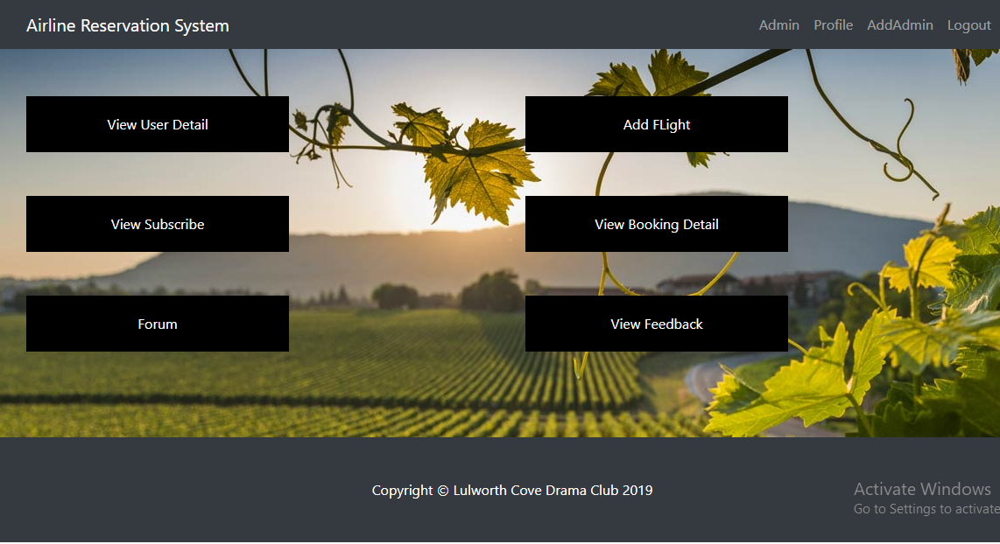 Airline Reservation System
Admin Profile AddAdmin Logout
View User Detail
Add FLight
View Subscribe
View Booking Detail
Forum
View Feedback
Copyright © Lulworth Cove Drama Club 2019
Activate Windows
Go to Settings to activate